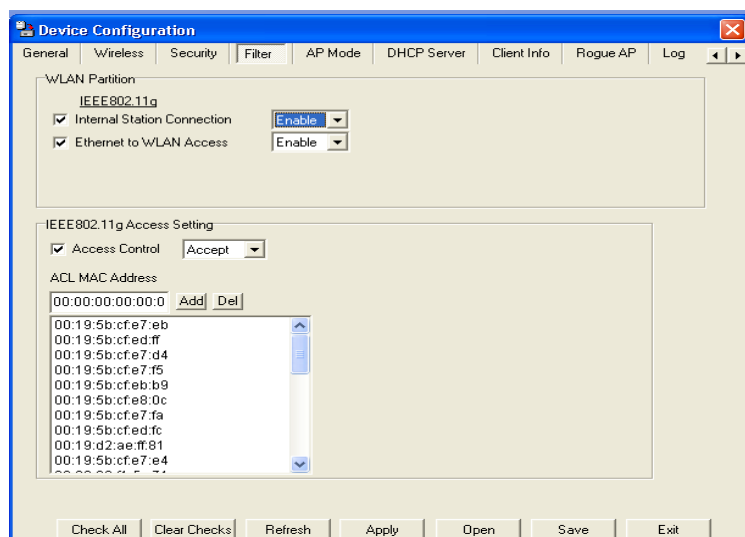 Device Configuration
General Wireless Security Filter AP Mode DHCP Server Client Info Rogue AP Log
WLAN Partition
IEEE802.11g
Internal Station Connection Enable
Ethernet to WLAN Access Enable
IEEE802.11g Access Setting
Access Control Accept
ACL MAC Address
00:00:00:00:00:0 Add Del
00:19:5b:cf:e7:eb
00:19:5b:cf:ed:ff
00:19:5b:cf:e7:d4
00:19:5b:cf:e7:f5
00:19:5b:cf:eb:b9
00:19:5b:cf:e8:0c
00:19:5b:cf:e7:fa
00:19:5b:cf:ed:fc
00:19:d2:ae:ff:81
00:19:5b:cf:e7:e4
Check All Clear Checks Refresh Apply Open Save Exit